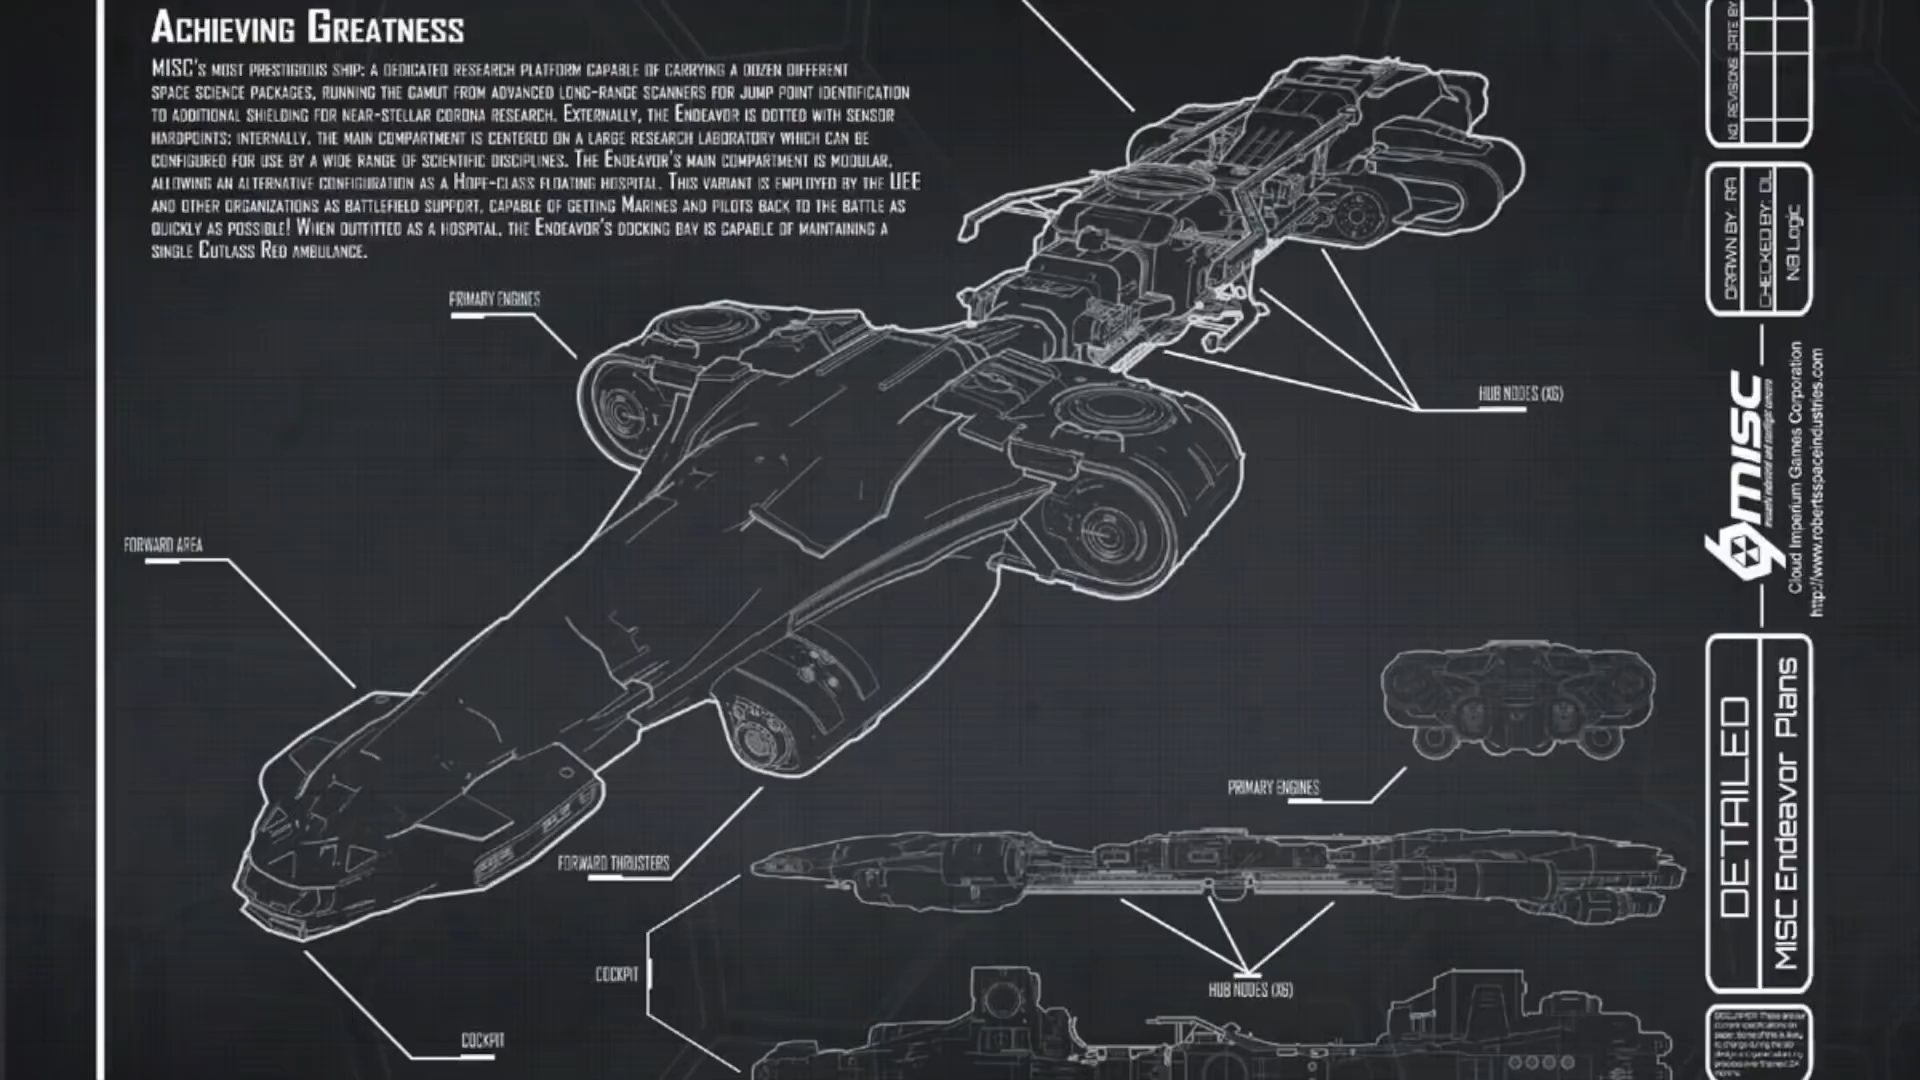 Achieving Greatness
MISC's most prestigious ship: a dedicated research platform capable of carrying a dozen different
space science packages, running the gamut from advanced long-range scanners for jump point identification
to additional shielding for near-stellar corona research. Externally, the Endeavor is dotted with sensor
hardpoints; internally, the main compartment is centered on a large research laboratory which can be
configured for use by a wide range of scientific disciplines. The Endeavor's main compartment is modular,
allowing an alternative configuration as a Hope-class floating hospital. This variant is employed by the UEE
and other organizations as battlefield support, capable of getting Marines and pilots back to the battle as
quickly as possible! When outfitted as a hospital, the Endeavor's docking bay is capable of maintaining a
single Cutlass Red ambulance.
PRIMARY ENGINES
HUB NODES (X6)
FORWARD AREA
PRIMARY ENGINES
FORWARD THRUSTERS
COCKPIT
HUB NODES (X6)
COCKPIT
NO. REVISIONS DATE BY
DRAWN BY: RA
CHECKED BY: DL
NB Logic
MISC
Cloud Imperium Games Corporation
http://www.robertsspaceindustries.com
DETAILED
MISC Endeavor Plans